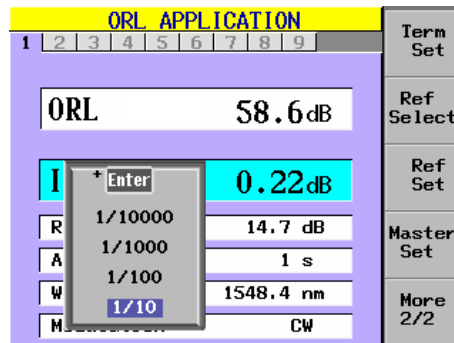 ORL APPLICATION
1 2 3 4 5 6 7 8 9
ORL 58.6dB
I 0.22dB
+ Enter
1/10000
1/1000
1/100
1/10
R 14.7 dB
A 1 s
W 1548.4 nm
M CW
Term
Set
Ref
Select
Ref
Set
Master
Set
More
2/2